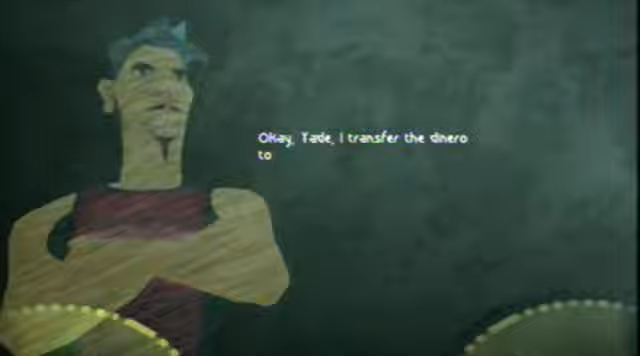 Okay, Tade, I transfer the dinero
to